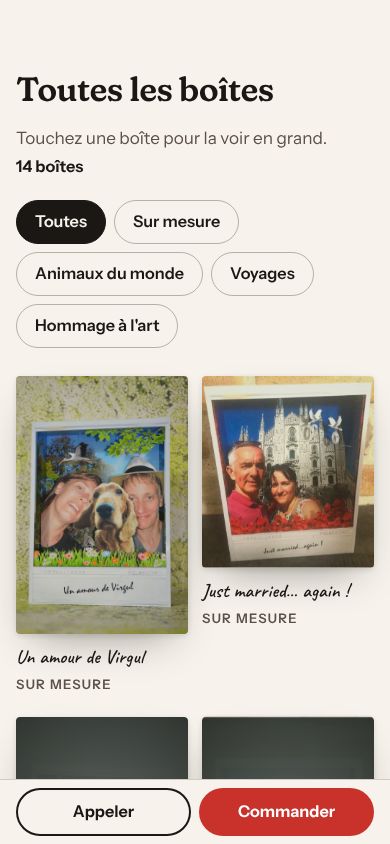 Toutes les boîtes
Touchez une boîte pour la voir en grand.
14 boîtes
Toutes
Sur mesure
Animaux du monde
Voyages
Hommage à l'art
Un amour de Virgul
Just married...again !
Un amour de Virgul
SUR MESURE
Just married... again !
SUR MESURE
Appeler
Commander